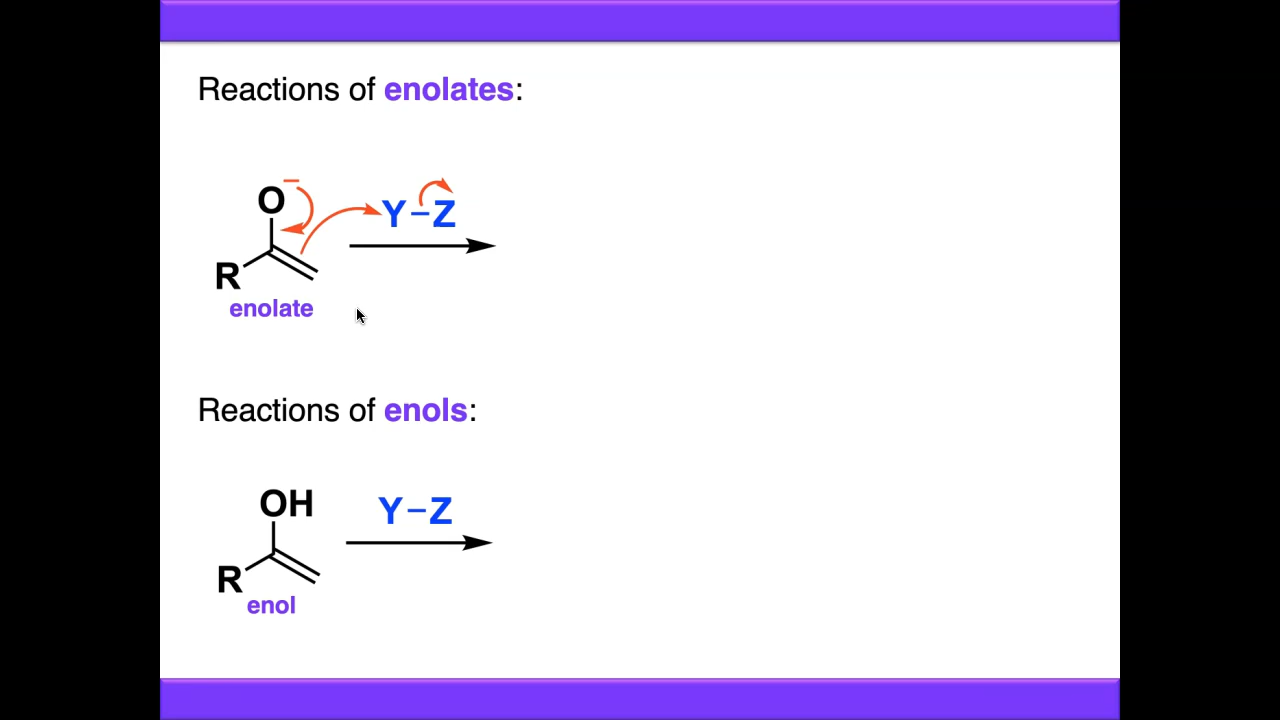 Reactions of enolates:
O−
Y–Z
R
enolate
Reactions of enols:
OH
Y–Z
R
enol